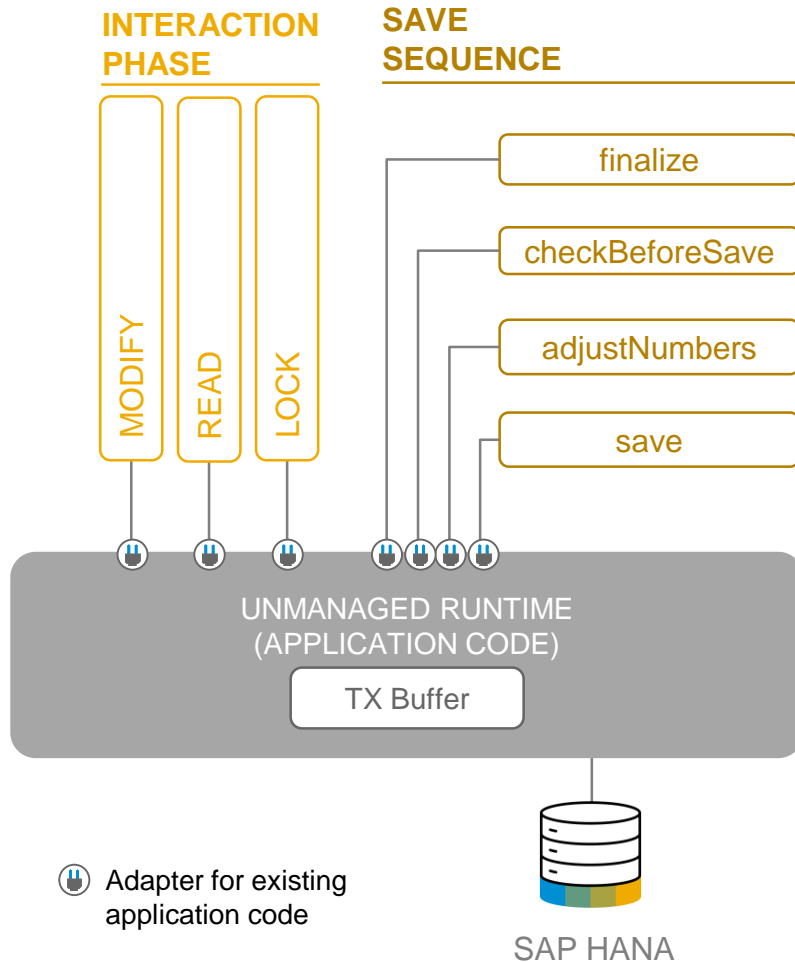 INTERACTION
PHASE
SAVE
SEQUENCE
MODIFY
READ
LOCK
finalize
checkBeforeSave
adjustNumbers
save
UNMANAGED RUNTIME
(APPLICATION CODE)
TX Buffer
Adapter for existing
application code
SAP HANA